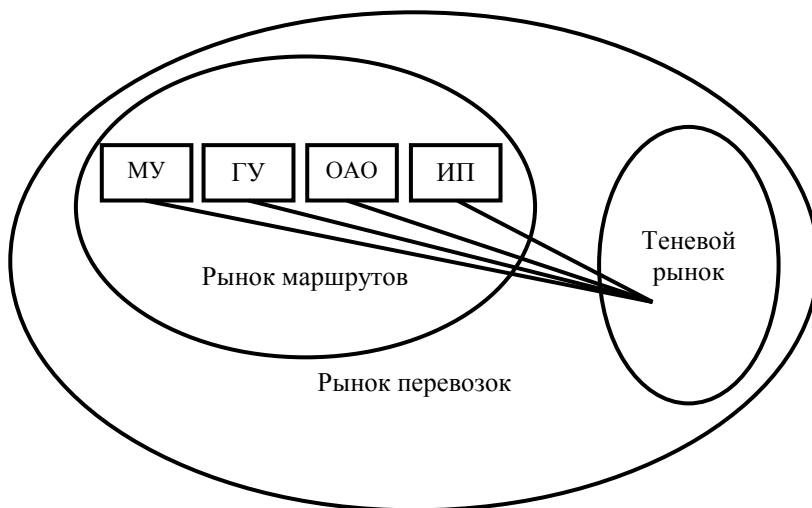 МУ ГУ ОАО ИП
Теневой
рынок
Рынок маршрутов
Рынок перевозок